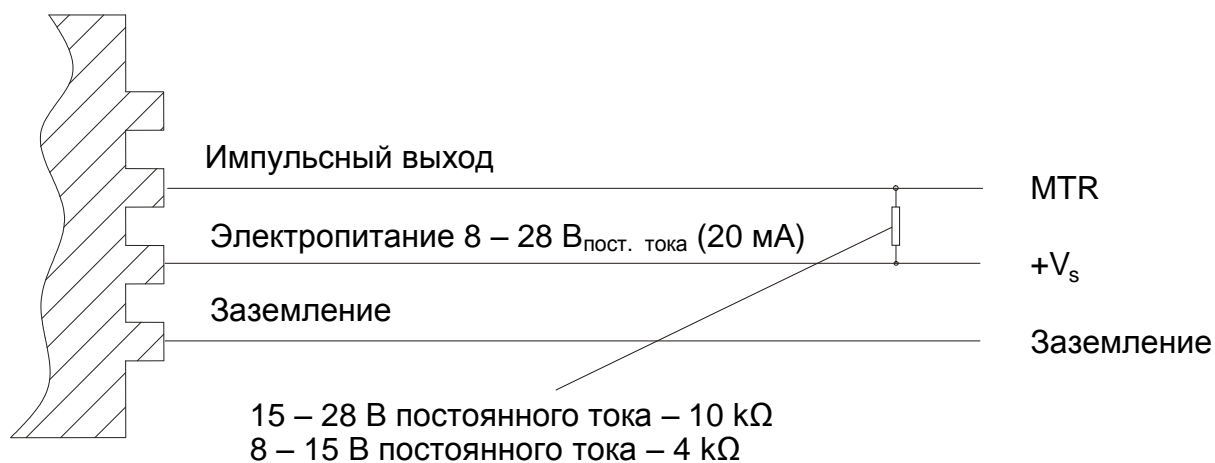 Импульсный выход
MTR
Электропитание 8 – 28 Впост. тока (20 мА)
+Vs
Заземление
Заземление
15 – 28 В постоянного тока – 10 kΩ
8 – 15 В постоянного тока – 4 kΩ